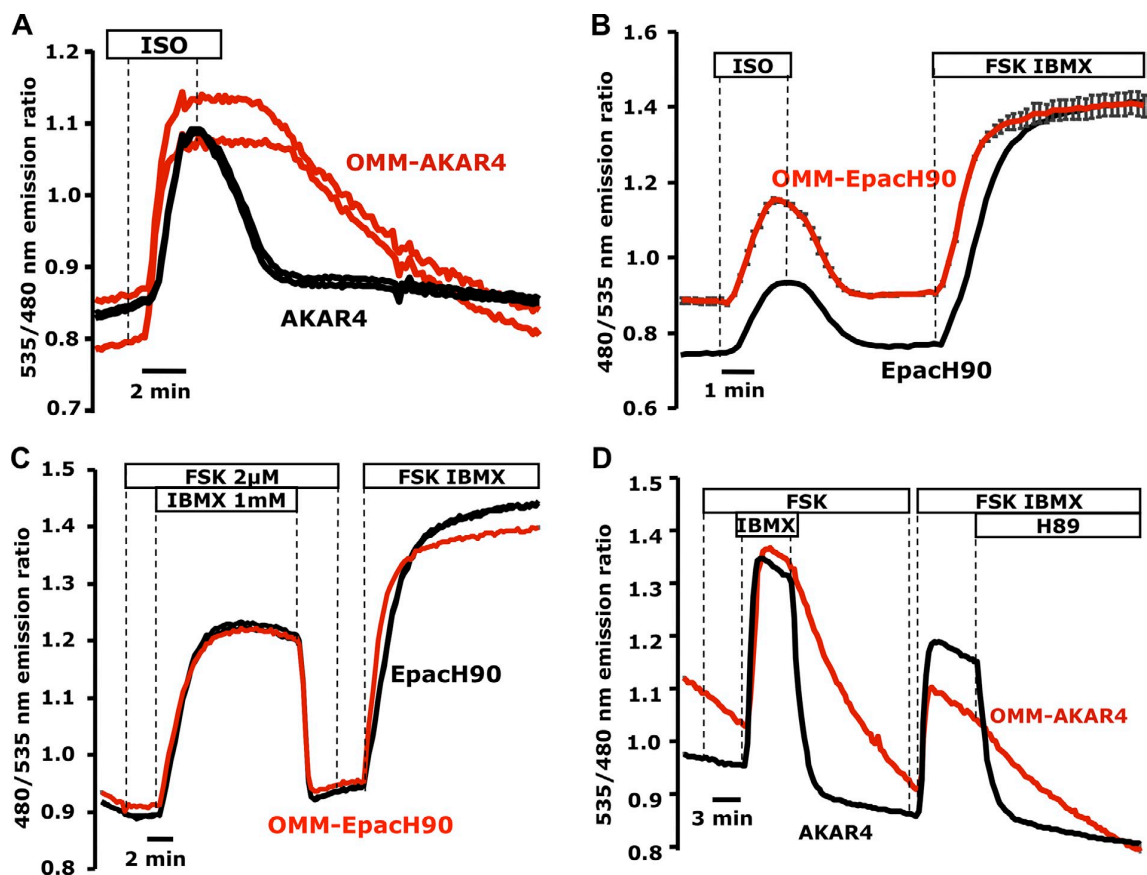 A
ISO
535/480 nm emission ratio
1.2
1.1
1.0
0.9
0.8
0.7
OMM-AKAR4
AKAR4
2 min
B
ISO
FSK IBMX
480/535 nm emission ratio
1.6
1.4
1.2
1.0
0.8
0.6
OMM-EpacH90
EpacH90
1 min
C
FSK 2µM
IBMX 1mM
FSK IBMX
480/535 nm emission ratio
1.5
1.4
1.3
1.2
1.1
1.0
0.9
0.8
EpacH90
OMM-EpacH90
2 min
D
FSK
IBMX
FSK IBMX
H89
535/480 nm emission ratio
1.5
1.4
1.3
1.2
1.1
1.0
0.9
0.8
OMM-AKAR4
3 min
AKAR4